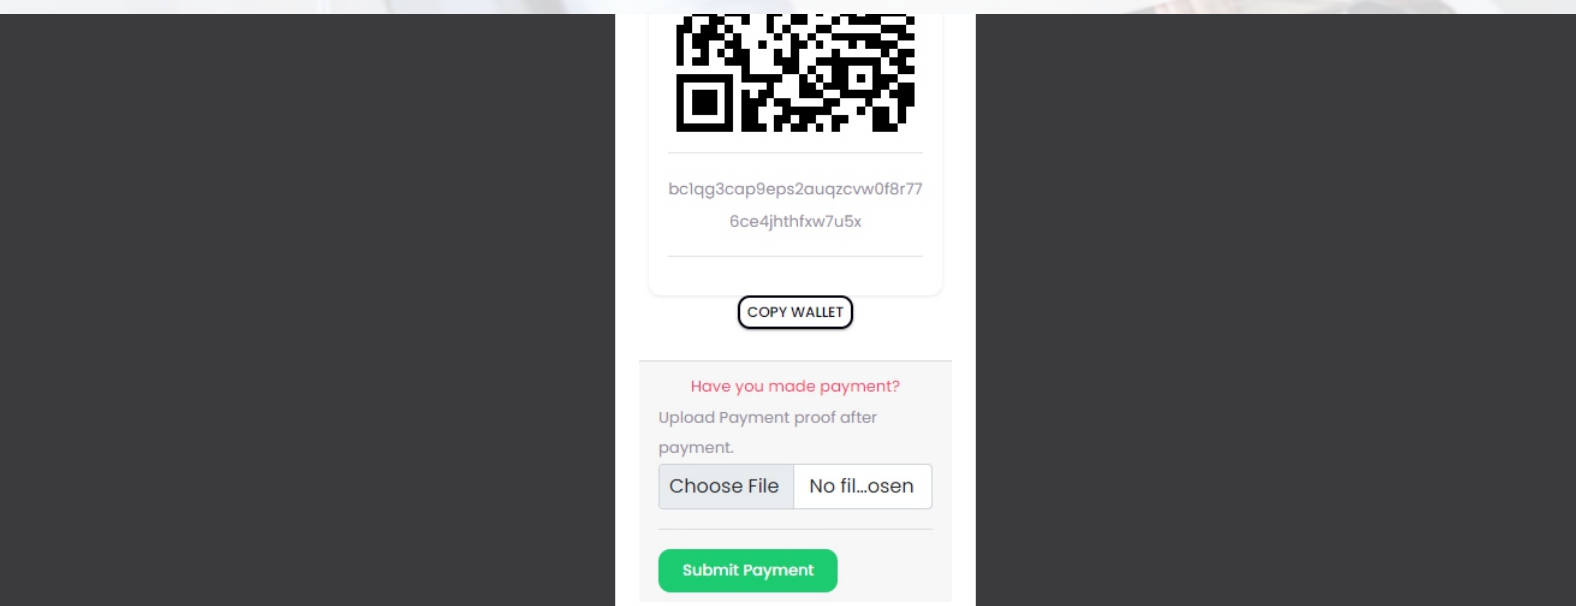 bc1qg3cap9eps2auqzcvw0f8r77
6ce4jhthfxw7u5x
COPY WALLET
Have you made payment?
Upload Payment proof after
payment.
Choose File No fil...osen
Submit Payment